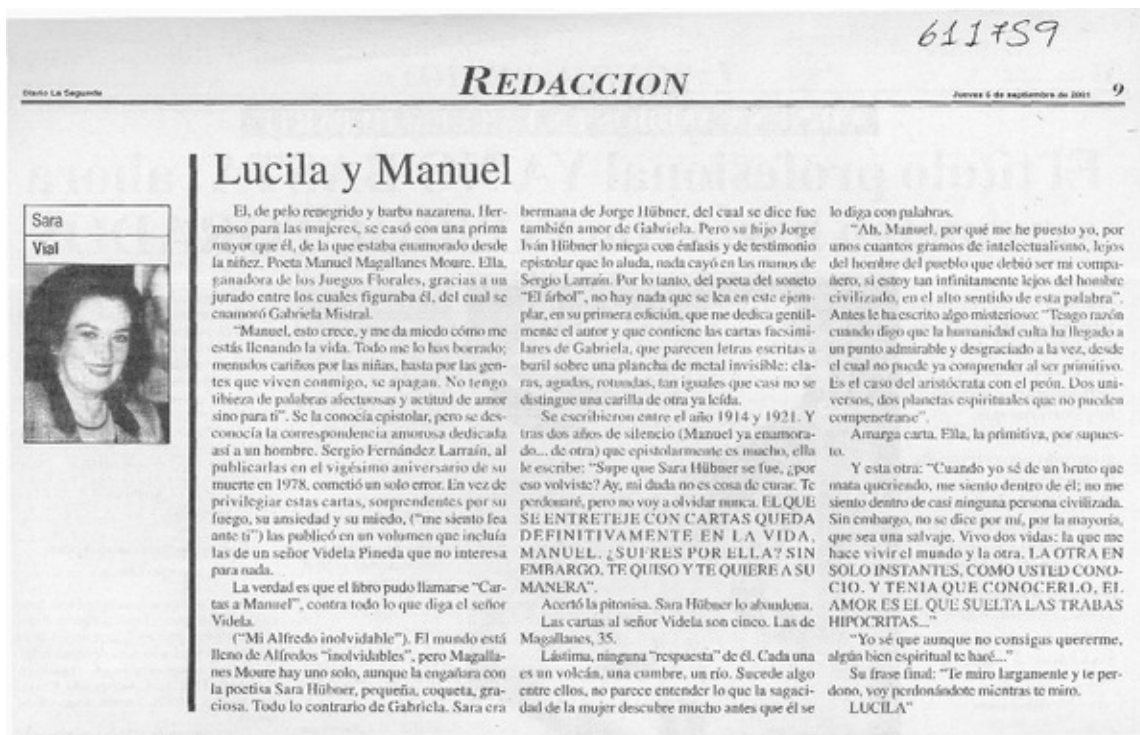 611759
Diario La Segunda
REDACCION
Jueves 6 de septiembre de 2001 9
Sara
Vial
Lucila y Manuel
El, de pelo renegrido y barba nazarena. Her-
moso para las mujeres, se casó con una prima
mayor que él, de la que estaba enamorado desde
la niñez. Poeta Manuel Magallanes Moure. Ella,
ganadora de los Juegos Florales, gracias a un
jurado entre los cuales figuraba él, del cual se
enamoró Gabriela Mistral.
"Manuel, esto crece, y me da miedo cómo me
estás llenando la vida. Todo me lo has borrado;
menudos cariños por las niñas, hasta por las gen-
tes que viven conmigo, se apagan. No tengo
tibieza de palabras afectuosas y actitud de amor
sino para ti". Se la conocía epistolar, pero se des-
conocía la correspondencia amorosa dedicada
así a un hombre. Sergio Fernández Larraín, al
publicarlas en el vigésimo aniversario de su
muerte en 1978, cometió un solo error. En vez de
privilegiar estas cartas, sorprendentes por su
fuego, su ansiedad y su miedo, ("me siento fea
ante ti") las publicó en un volumen que incluía
las de un señor Videla Pineda que no interesa
para nada.
La verdad es que el libro pudo llamarse "Car-
tas a Manuel", contra todo lo que diga el señor
Videla.
("Mi Alfredo inolvidable"). El mundo está
lleno de Alfredos "inolvidables", pero Magalla-
nes Moure hay uno solo, aunque la engañara con
la poetisa Sara Hübner, pequeña, coqueta, gra-
ciosa. Todo lo contrario de Gabriela. Sara era
hermana de Jorge Hübner, del cual se dice fue
también amor de Gabriela. Pero su hijo Jorge
Iván Hübner lo niega con énfasis y de testimonio
epistolar que lo aluda, nada cayó en las manos de
Sergio Larraín. Por lo tanto, del poeta del soneto
"El árbol", no hay nada que se lea en este ejem-
plar, en su primera edición, que me dedica gentil-
mente el autor y que contiene las cartas facsimi-
lares de Gabriela, que parecen letras escritas a
buril sobre una plancha de metal invisible: cla-
ras, agudas, rotundas, tan iguales que casi no se
distingue una carilla de otra ya leída.
Se escribieron entre el año 1914 y 1921. Y
tras dos años de silencio (Manuel ya enamora-
do... de otra) que epistolarmente es mucho, ella
le escribe: "Supe que Sara Hübner se fue, ¿por
eso volviste? Ay, mi duda no es cosa de curar. Te
perdonaré, pero no voy a olvidar nunca. EL QUE
SE ENTRETEJE CON CARTAS QUEDA
DEFINITIVAMENTE EN LA VIDA,
MANUEL. ¿SUFRES POR ELLA? SIN
EMBARGO, TE QUISO Y TE QUIERE A SU
MANERA".
Acertó la pitonisa. Sara Hübner lo abandona.
Las cartas al señor Videla son cinco. Las de
Magallanes, 35.
Lástima, ninguna "respuesta" de él. Cada una
es un volcán, una cumbre, un río. Sucede algo
entre ellos, no parece entender lo que la sagaci-
dad de la mujer descubre mucho antes que él se
lo diga con palabras.
"Ah, Manuel, por qué me he puesto yo, por
unos cuantos gramos de intelectualismo, lejos
del hombre del pueblo que debió ser mi compa-
ñero, si estoy tan infinitamente lejos del hombre
civilizado, en el alto sentido de esta palabra".
Antes le ha escrito algo misterioso: "Tengo razón
cuando digo que la humanidad culta ha llegado a
un punto admirable y desgraciado a la vez, desde
el cual no puede ya comprender al ser primitivo.
Es el caso del aristócrata con el peón. Dos uni-
versos, dos planetas espirituales que no pueden
compenetrarse".
Amarga carta. Ella, la primitiva, por supues-
to.
Y esta otra: "Cuando yo sé de un bruto que
mata queriendo, me siento dentro de él; no me
siento dentro de casi ninguna persona civilizada.
Sin embargo, no se dice por mí, por la mayoría,
que sea una salvaje. Vivo dos vidas: la que me
hace vivir el mundo y la otra. LA OTRA EN
SOLO INSTANTES, COMO USTED CONO-
CIO. Y TENIA QUE CONOCERLO, EL
AMOR ES EL QUE SUELTA LAS TRABAS
HIPOCRITAS..."
"Yo sé que aunque no consigas quererme,
algún bien espiritual te haré..."
Su frase final: "Te miro largamente y te per-
dono, voy perdonándote mientras te miro.
LUCILA"